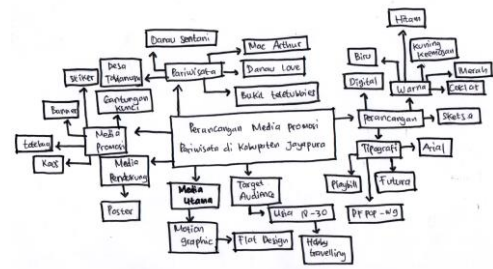 Hitam
Danau Sentani
Mac Arthur
Biru
Kuning
Keemasan
Stiker
Desa
Pariwisata
Danau Love
Digital
Warna
Merah
Coklat
Banner
Gantungan
Kunci
Bukit teletubbies
Perancangan
Sketsa
Media
Promosi
Perancangan Media promosi
Pariwisata di Kabupaten Jayapura
Tipografi
Arial
Kaos
Media
Pendukung
Media
Utama
Target
Audience
Playbill
Futura
Poster
Usia 18-30
Motion
graphic
Flat Design
Hobby
travelling